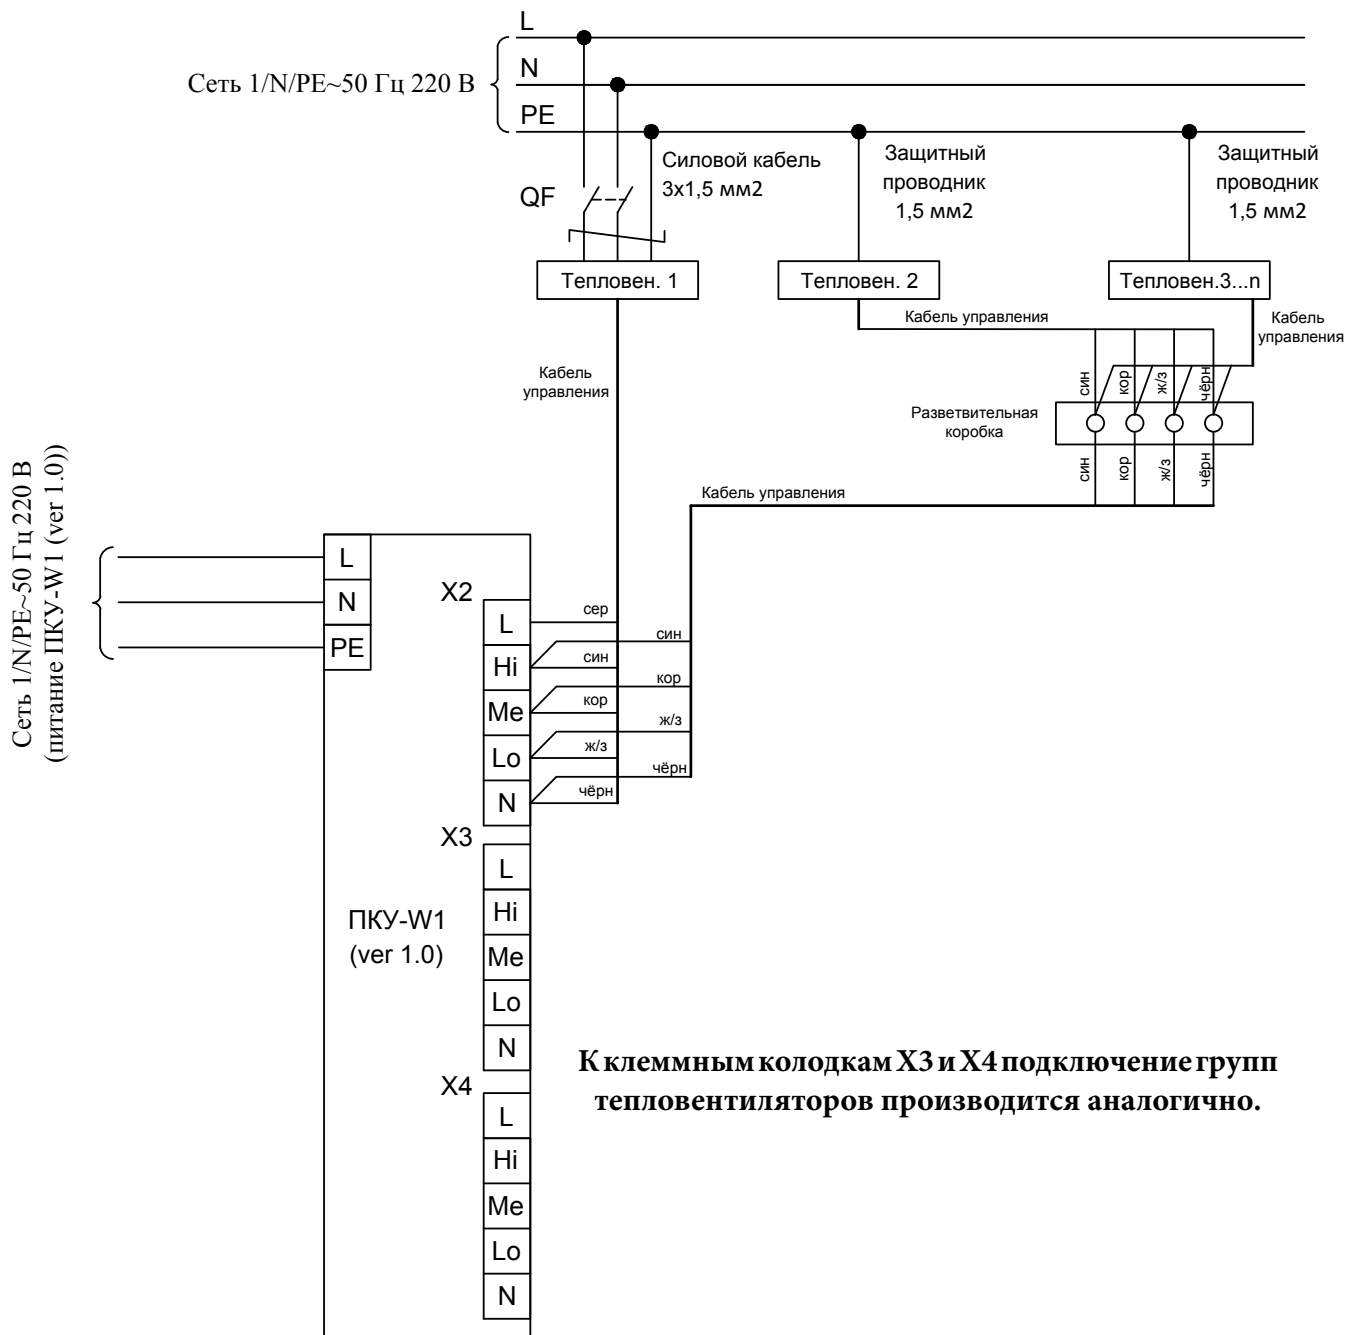 L
N
PE
Сеть 1/N/PE~50 Гц 220 В
QF
Силовой кабель
3х1,5 мм2
Защитный
проводник
1,5 мм2
Защитный
проводник
1,5 мм2
Тепловен. 1
Тепловен. 2
Тепловен.3...n
Кабель управления
Кабель
управления
Кабель
управления
син
кор
ж/з
чёрн
Разветвительная
коробка
син
кор
ж/з
чёрн
Кабель управления
Сеть 1/N/PE~50 Гц 220 В
(питание ПКУ-W1 (ver 1.0))
L
N
PE
X2
L
Hi
Me
Lo
N
сер
син
син
кор
кор
ж/з
ж/з
чёрн
чёрн
X3
L
Hi
Me
Lo
N
ПКУ-W1
(ver 1.0)
X4
L
Hi
Me
Lo
N
К клеммным колодкам X3 и X4 подключение групп
тепловентиляторов производится аналогично.